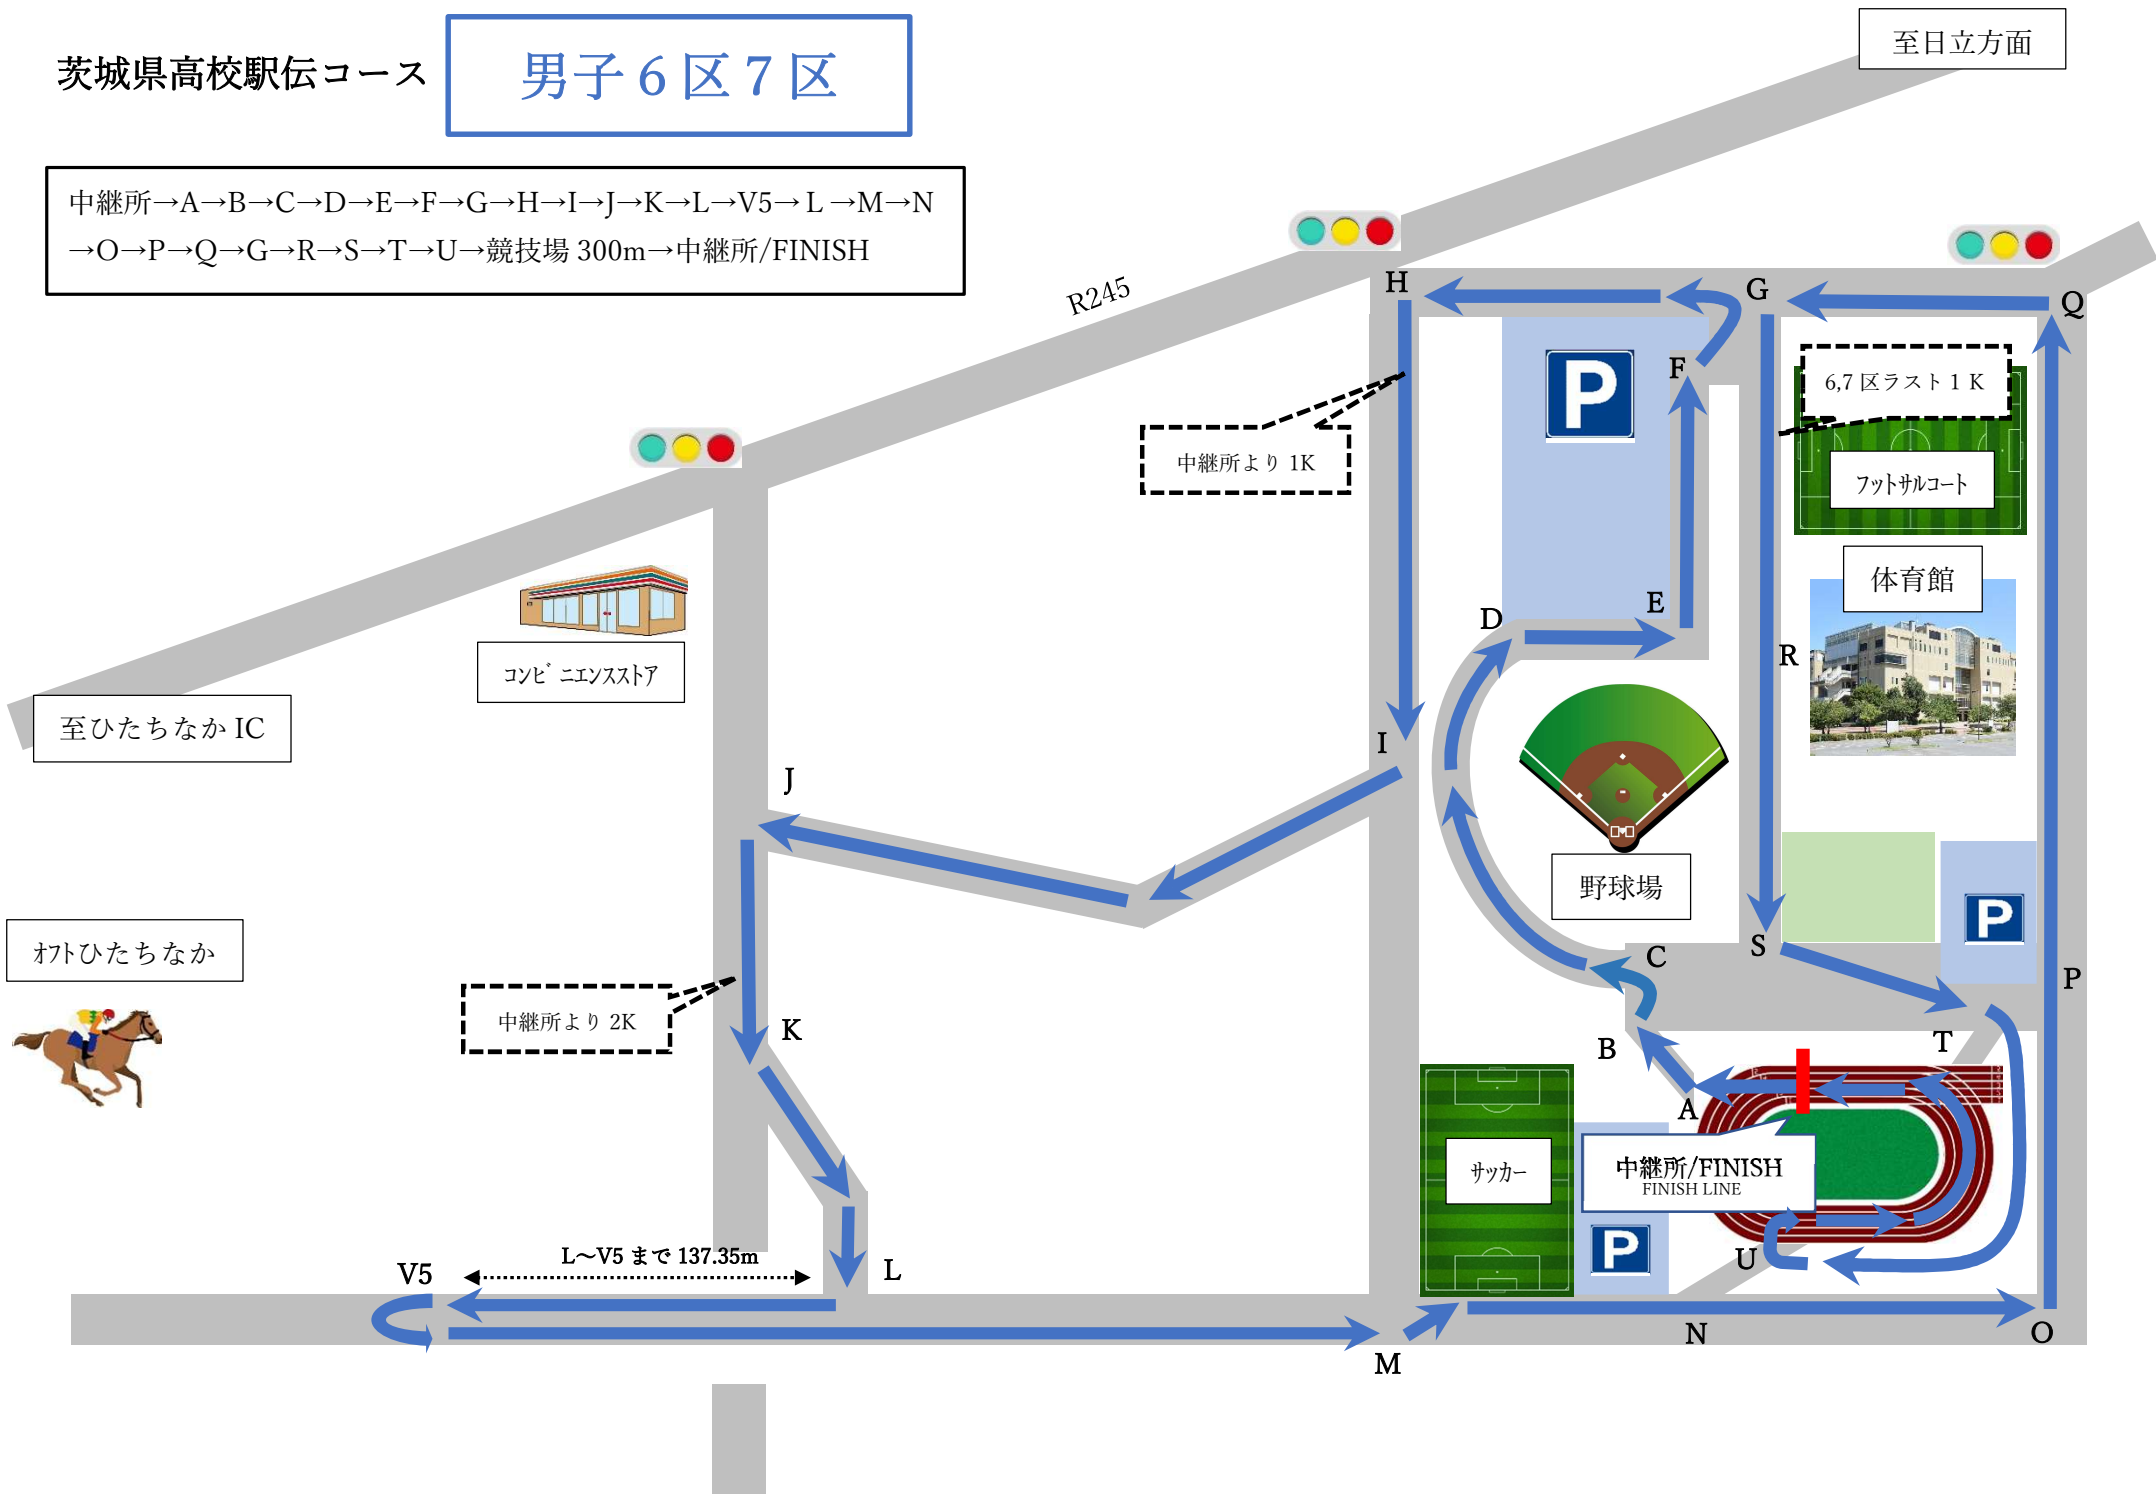 茨城県高校駅伝コース
男子６区７区
中継所→A→B→C→D→E→F→G→H→I→J→K→L→V5→ L →M→N
→O→P→Q→G→R→S→T→U→競技場 300m→中継所/FINISH
至日立方面
R245
H
G
Q
F
6,7 区ラスト 1 K
中継所より 1K
フットサルコート
体育館
D
E
R
コンビﾞニエンスストア
至ひたちなか IC
I
J
野球場
オフトひたちなか
C
S
P
中継所より 2K
K
B
T
A
サッカー
中継所/FINISH
FINISH LINE
L～V5 まで 137.35m
V5
L
U
N
O
M
P
P
P